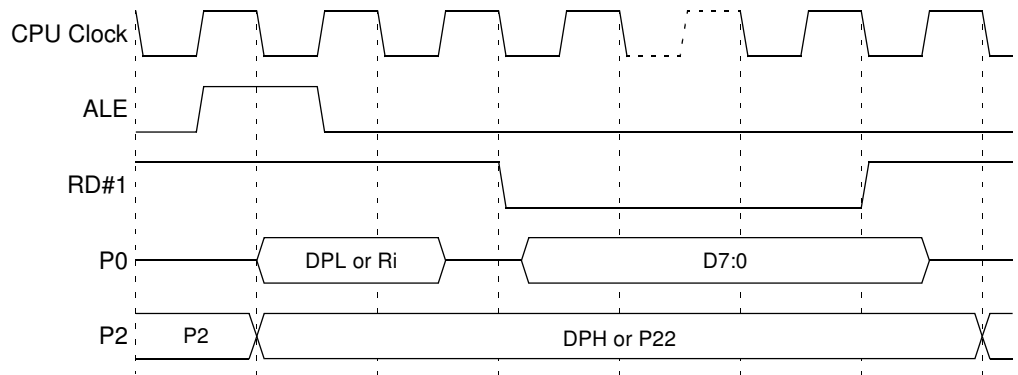 CPU Clock
ALE
RD#1
P0
DPL or Ri
D7:0
P2
P2
DPH or P22